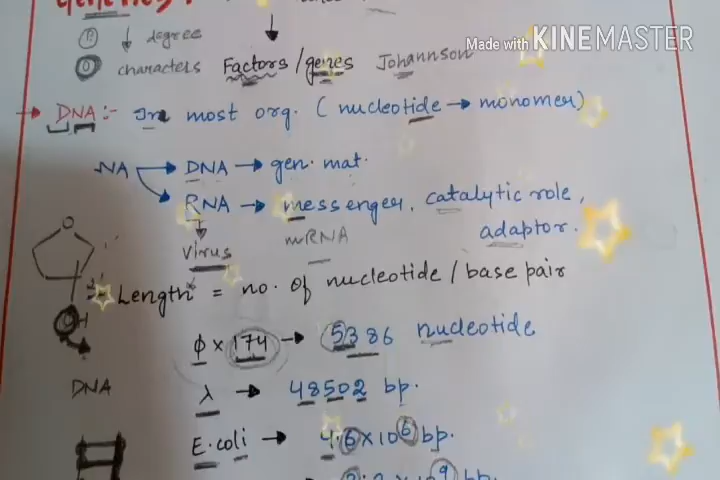 Made with KINEMASTER
degree
characters Factors/genes Johannson
→ DNA:- In most org. (nucleotide → monomer)
NA → DNA → gen. mat.
RNA → messenger, catalytic role,
Virus mRNA adaptor.
Length = no. of nucleotide/base pair
ϕ x 174 → 5386 nucleotide
DNA λ → 48502 bp.
E.coli → 4.6x10⁶ bp.